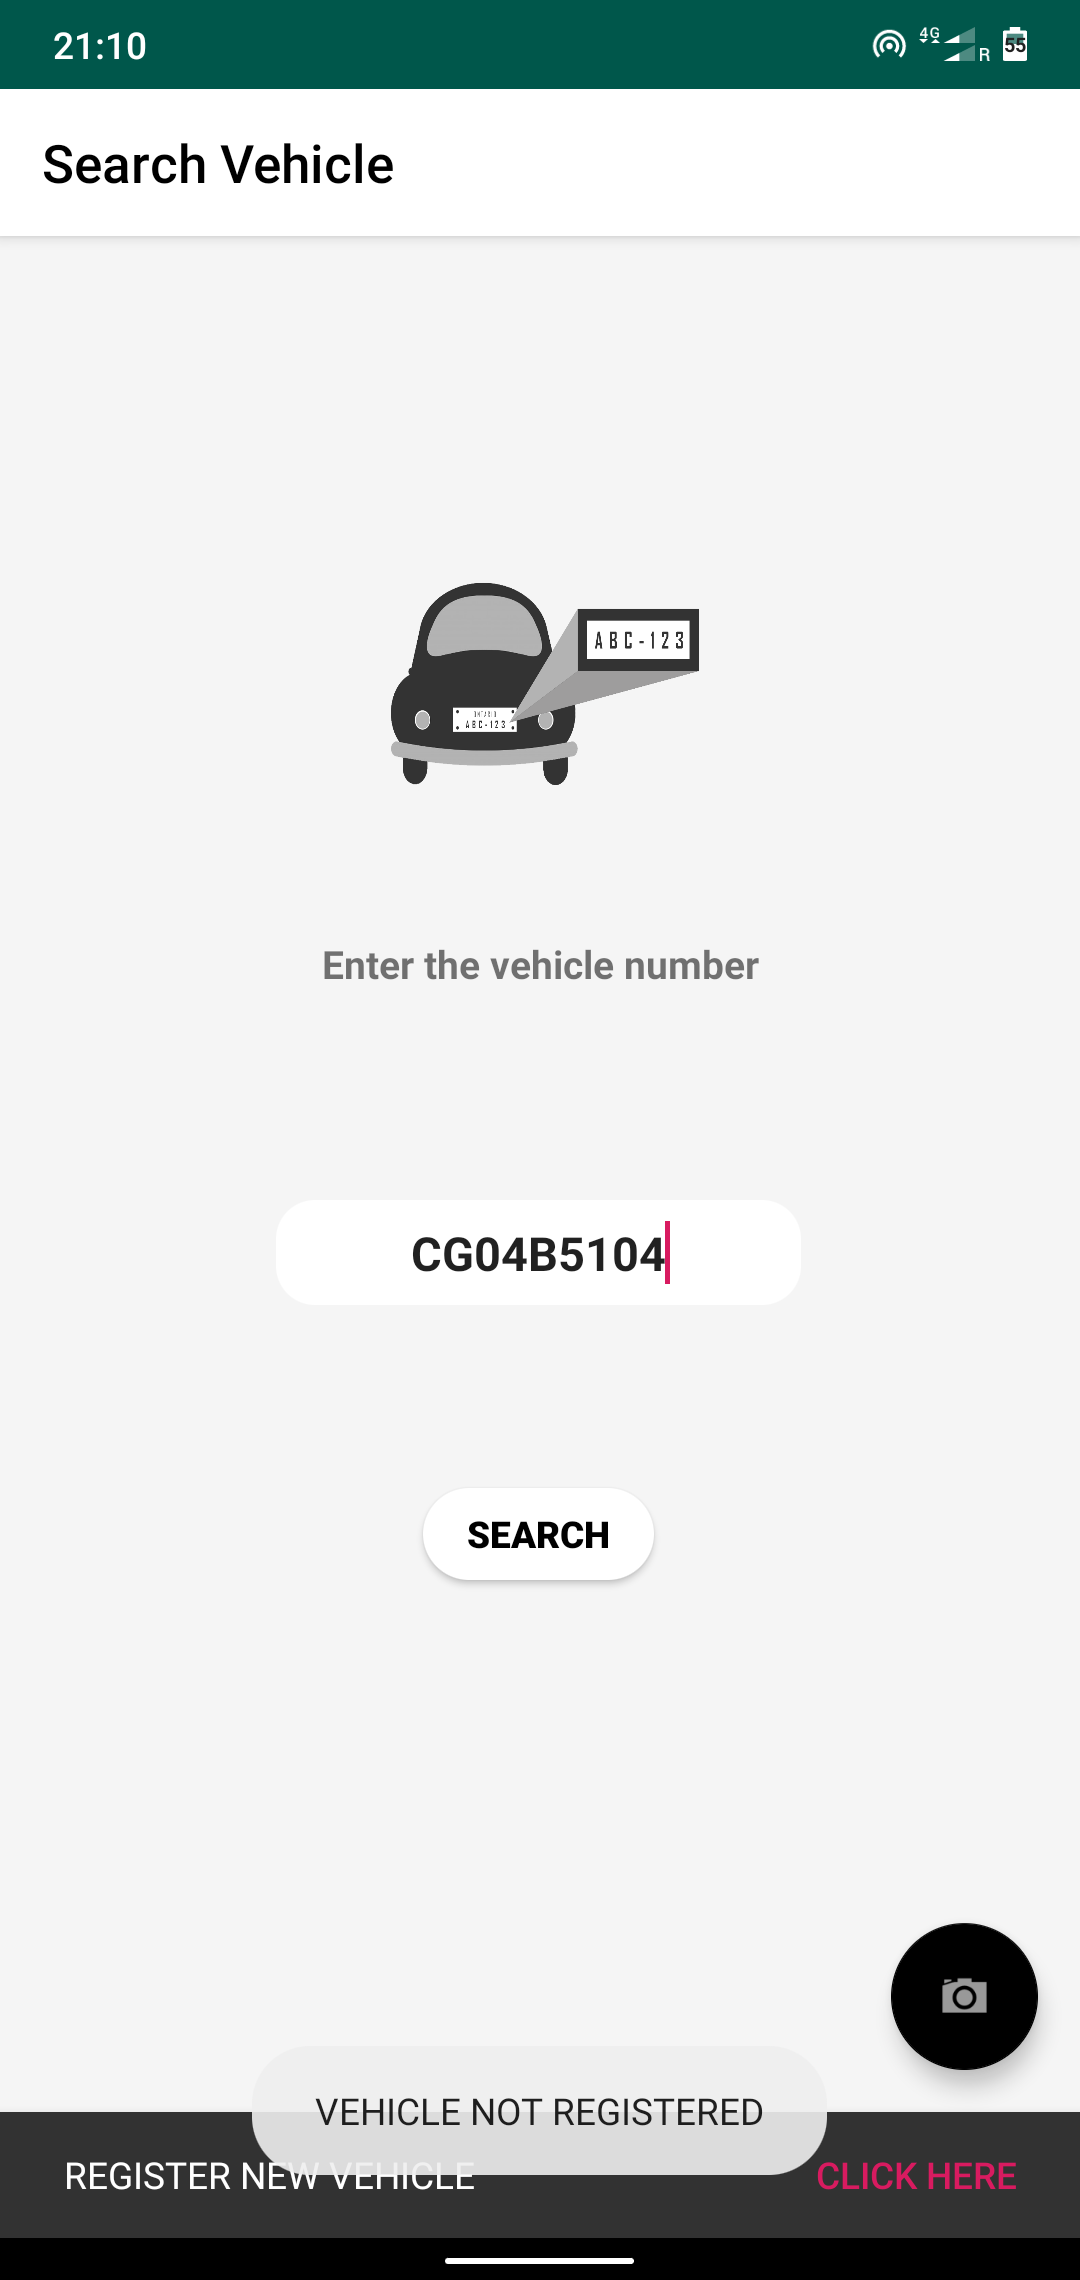 21:10
4G
R
55
Search Vehicle
ABC-123
ONTARIO
ABC-123
Enter the vehicle number
CG04B5104
SEARCH
VEHICLE NOT REGISTERED
REGISTER NEW VEHICLE
CLICK HERE